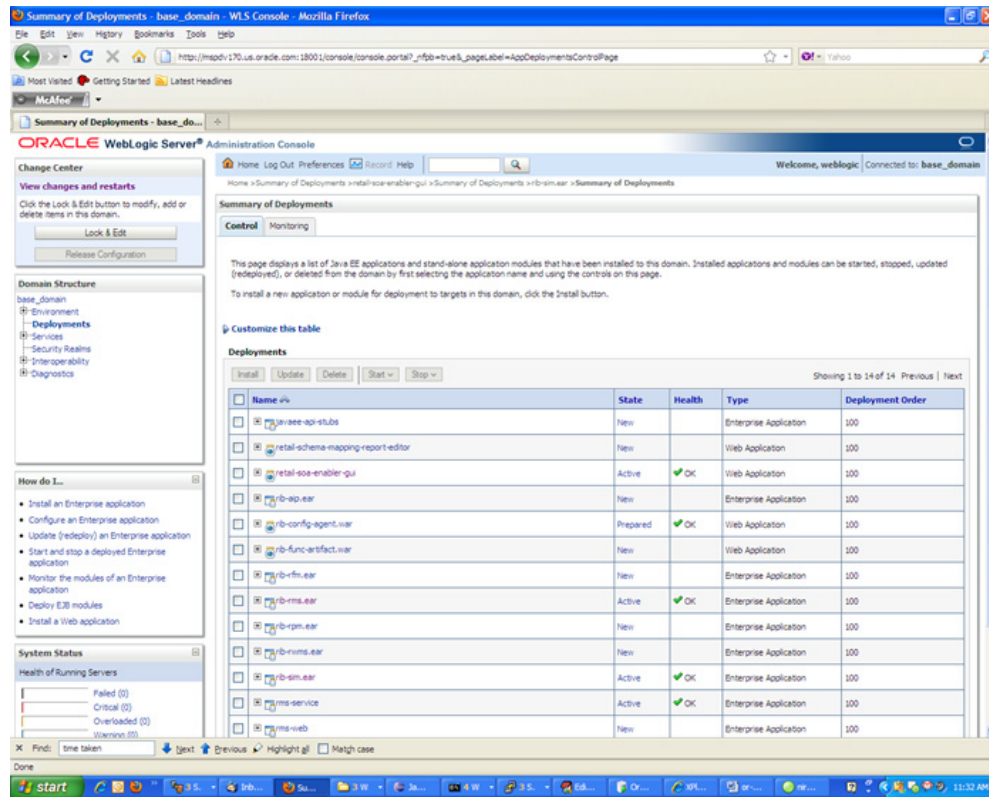 Summary of Deployments - base_domain - WLS Console - Mozilla Firefox
File Edit View History Bookmarks Tools Help
http://mspdv170.us.oracle.com:18001/console/console.portal?_nfpb=true&_pageLabel=AppDeploymentsControlPage
Yahoo
Most Visited Getting Started Latest Headlines
McAfee
Summary of Deployments - base_do...
ORACLE WebLogic Server® Administration Console
Change Center
View changes and restarts
Click the Lock & Edit button to modify, add or
delete items in this domain.
Lock & Edit
Release Configuration
Domain Structure
base_domain
Environment
Deployments
Services
Security Realms
Interoperability
Diagnostics
How do I...
Install an Enterprise application
Configure an Enterprise application
Update (redeploy) an Enterprise application
Start and stop a deployed Enterprise
application
Monitor the modules of an Enterprise
application
Deploy EJB modules
Install a Web application
System Status
Health of Running Servers
Failed (0)
Critical (0)
Overloaded (0)
Warning (0)
Home Log Out Preferences Record Help
Welcome, weblogic Connected to: base_domain
Home >Summary of Deployments >retail-soa-enabler-gui >Summary of Deployments >rib-sim.ear >Summary of Deployments
Summary of Deployments
Control Monitoring
This page displays a list of Java EE applications and stand-alone application modules that have been installed to this domain. Installed applications and modules can be started, stopped, updated
(redeployed), or deleted from the domain by first selecting the application name and using the controls on this page.
To install a new application or module for deployment to targets in this domain, click the Install button.
Customize this table
Deployments
Install Update Delete Start Stop
Showing 1 to 14 of 14 Previous | Next
Name State Health Type Deployment Order
javaee-api-stubs New Enterprise Application 100
retail-schema-mapping-report-editor New Web Application 100
retail-soa-enabler-gui Active OK Web Application 100
rib-aip.ear New Enterprise Application 100
rib-config-agent.war Prepared OK Web Application 100
rib-func-artifact.war New Web Application 100
rib-rfm.ear New Enterprise Application 100
rib-rms.ear Active OK Enterprise Application 100
rib-rpm.ear New Enterprise Application 100
rib-rwms.ear New Enterprise Application 100
rib-sim.ear Active OK Enterprise Application 100
rms-service Active OK Enterprise Application 100
rms-web New Enterprise Application 100
Find: time taken Next Previous Highlight all Match case
Done
start 3 S. Inb... Su... 3 W Ja... 4 W 3 S. Edi... Or... XPL... or-... nir... 11:32 AM